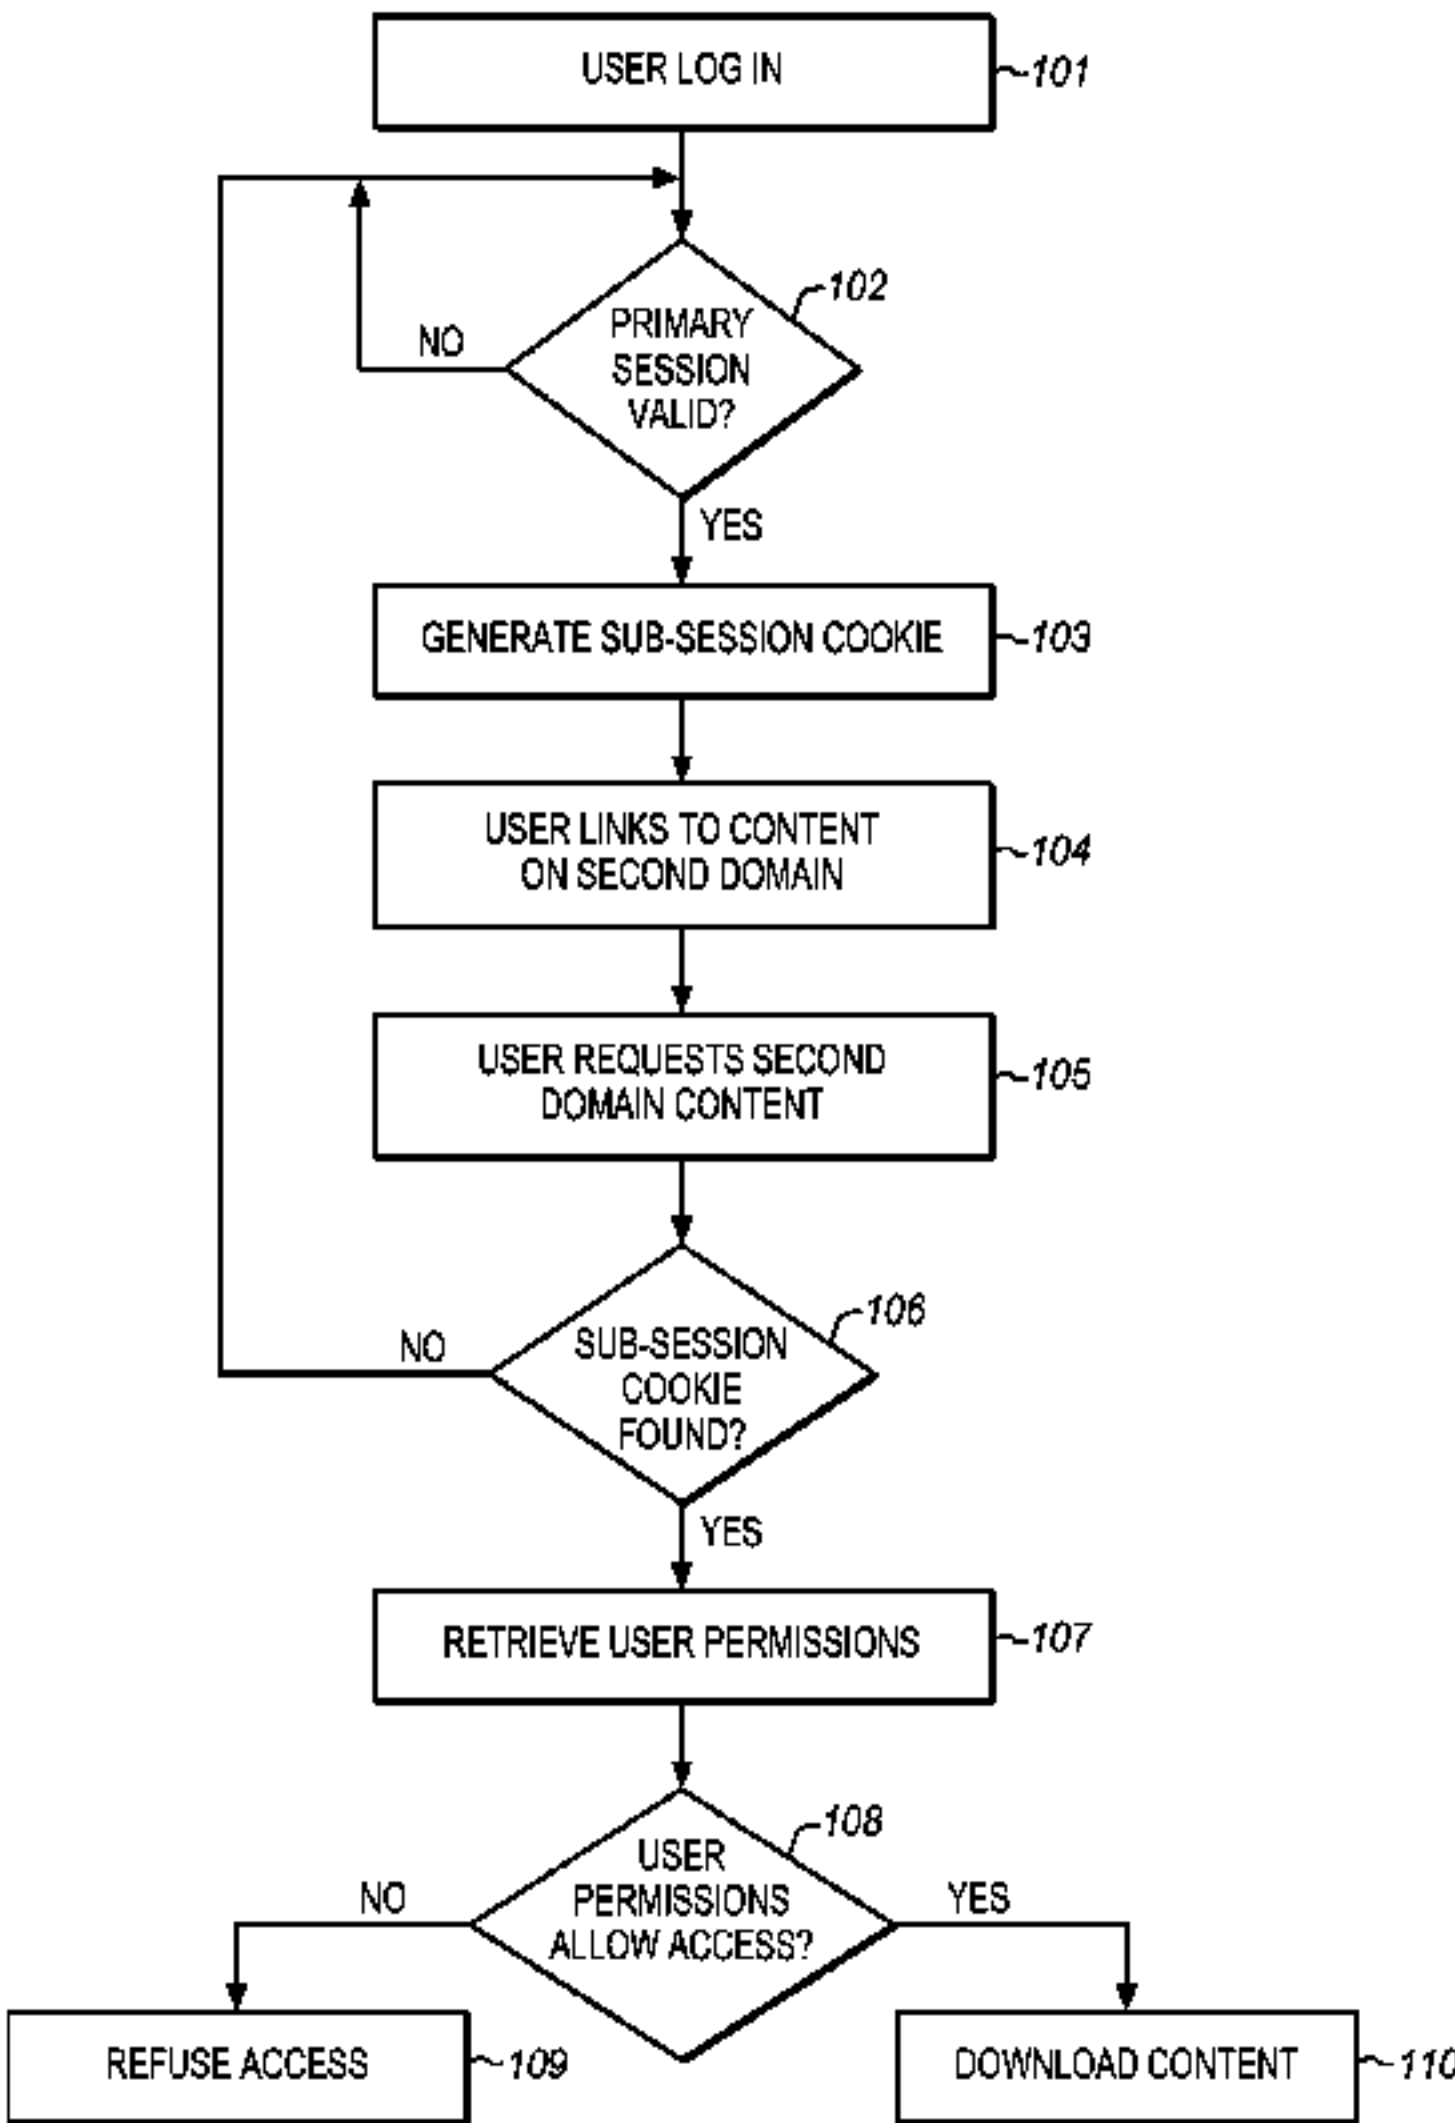 USER LOG IN
101
102
PRIMARY
SESSION
VALID?
NO
YES
GENERATE SUB-SESSION COOKIE
103
USER LINKS TO CONTENT
ON SECOND DOMAIN
104
USER REQUESTS SECOND
DOMAIN CONTENT
105
106
SUB-SESSION
COOKIE
FOUND?
NO
YES
RETRIEVE USER PERMISSIONS
107
108
USER
PERMISSIONS
ALLOW ACCESS?
NO
YES
REFUSE ACCESS
109
DOWNLOAD CONTENT
110